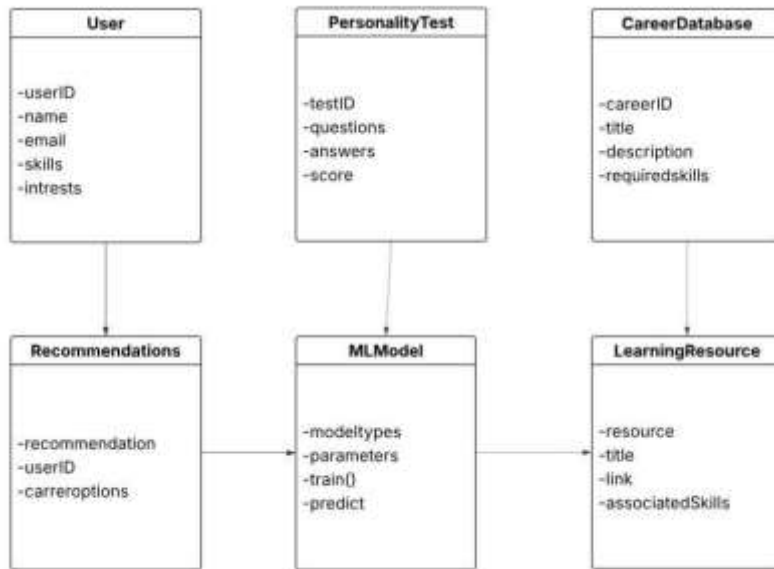 User
-userID
-name
-email
-skills
-intrests
PersonalityTest
-testID
-questions
-answers
-score
CareerDatabase
-careerID
-title
-description
-requiredskills
Recommendations
-recommendation
-userID
-carreroptions
MLModel
-modeltypes
-parameters
-train()
-predict
LearningResource
-resource
-title
-link
-associatedSkills